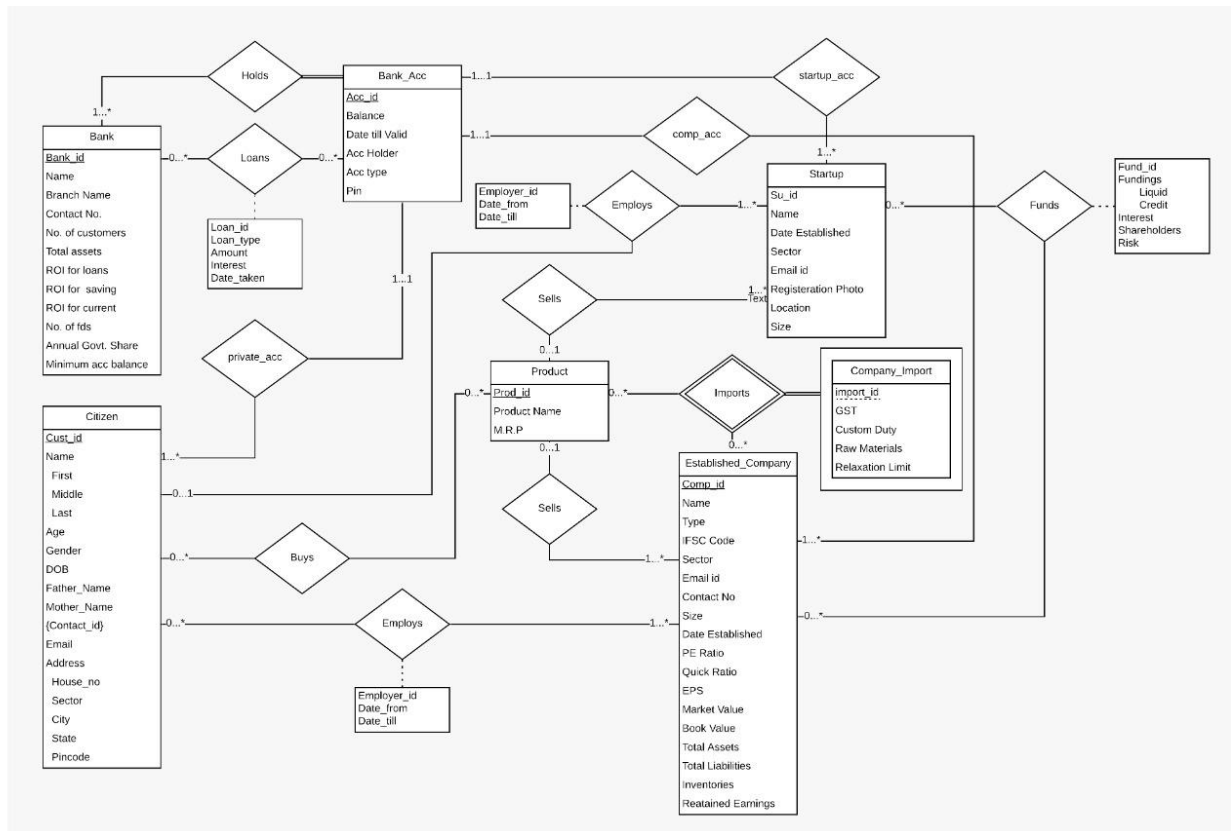 Holds
Bank_Acc
Acc_id
Balance
Date till Valid
Acc Holder
Acc type
Pin
1...1
startup_acc
1...1
comp_acc
1...*
1...*
Bank
Bank_id
Name
Branch Name
Contact No.
No. of customers
Total assets
ROI for loans
ROI for saving
ROI for current
No. of fds
Annual Govt. Share
Minimum acc balance
0...*
Loans
0...*
Loan_id
Loan_type
Amount
Interest
Date_taken
1...1
Employer_id
Date_from
Date_till
Employs
1...*
Startup
Su_id
Name
Date Established
Sector
Email id
Registeration Photo
Location
Size
0...*
Funds
Fund_id
Fundings
Liquid
Credit
Interest
Shareholders
Risk
Sells
1...*
Text
0...1
private_acc
Product
Prod_id
Product Name
M.R.P
0...*
0...*
Imports
Company_Import
import_id
GST
Custom Duty
Raw Materials
Relaxation Limit
0...1
0...*
Citizen
Cust_id
Name
First
Middle
Last
Age
Gender
DOB
Father_Name
Mother_Name
{Contact_id}
Email
Address
House_no
Sector
City
State
Pincode
1...*
0...1
0...*
Buys
0...*
Employs
1...*
Employer_id
Date_from
Date_till
Sells
1...*
Established_Company
Comp_id
Name
Type
IFSC Code
Sector
Email id
Contact No
Size
Date Established
PE Ratio
Quick Ratio
EPS
Market Value
Book Value
Total Assets
Total Liabilities
Inventories
Reatained Earnings
1...*
0...*